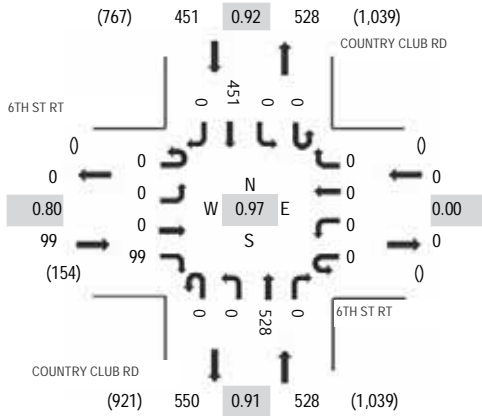 (767) 451 0.92 528 (1,039)
COUNTRY CLUB RD
0 451 0 0
6TH ST RT
() 0 0 ()
0 0 0 0
N
0.80 0 W 0.97 E 0 0.00
S
99 99 0 0
(154) ()
0 0 528 0
6TH ST RT
COUNTRY CLUB RD
(921) 550 0.91 528 (1,039)